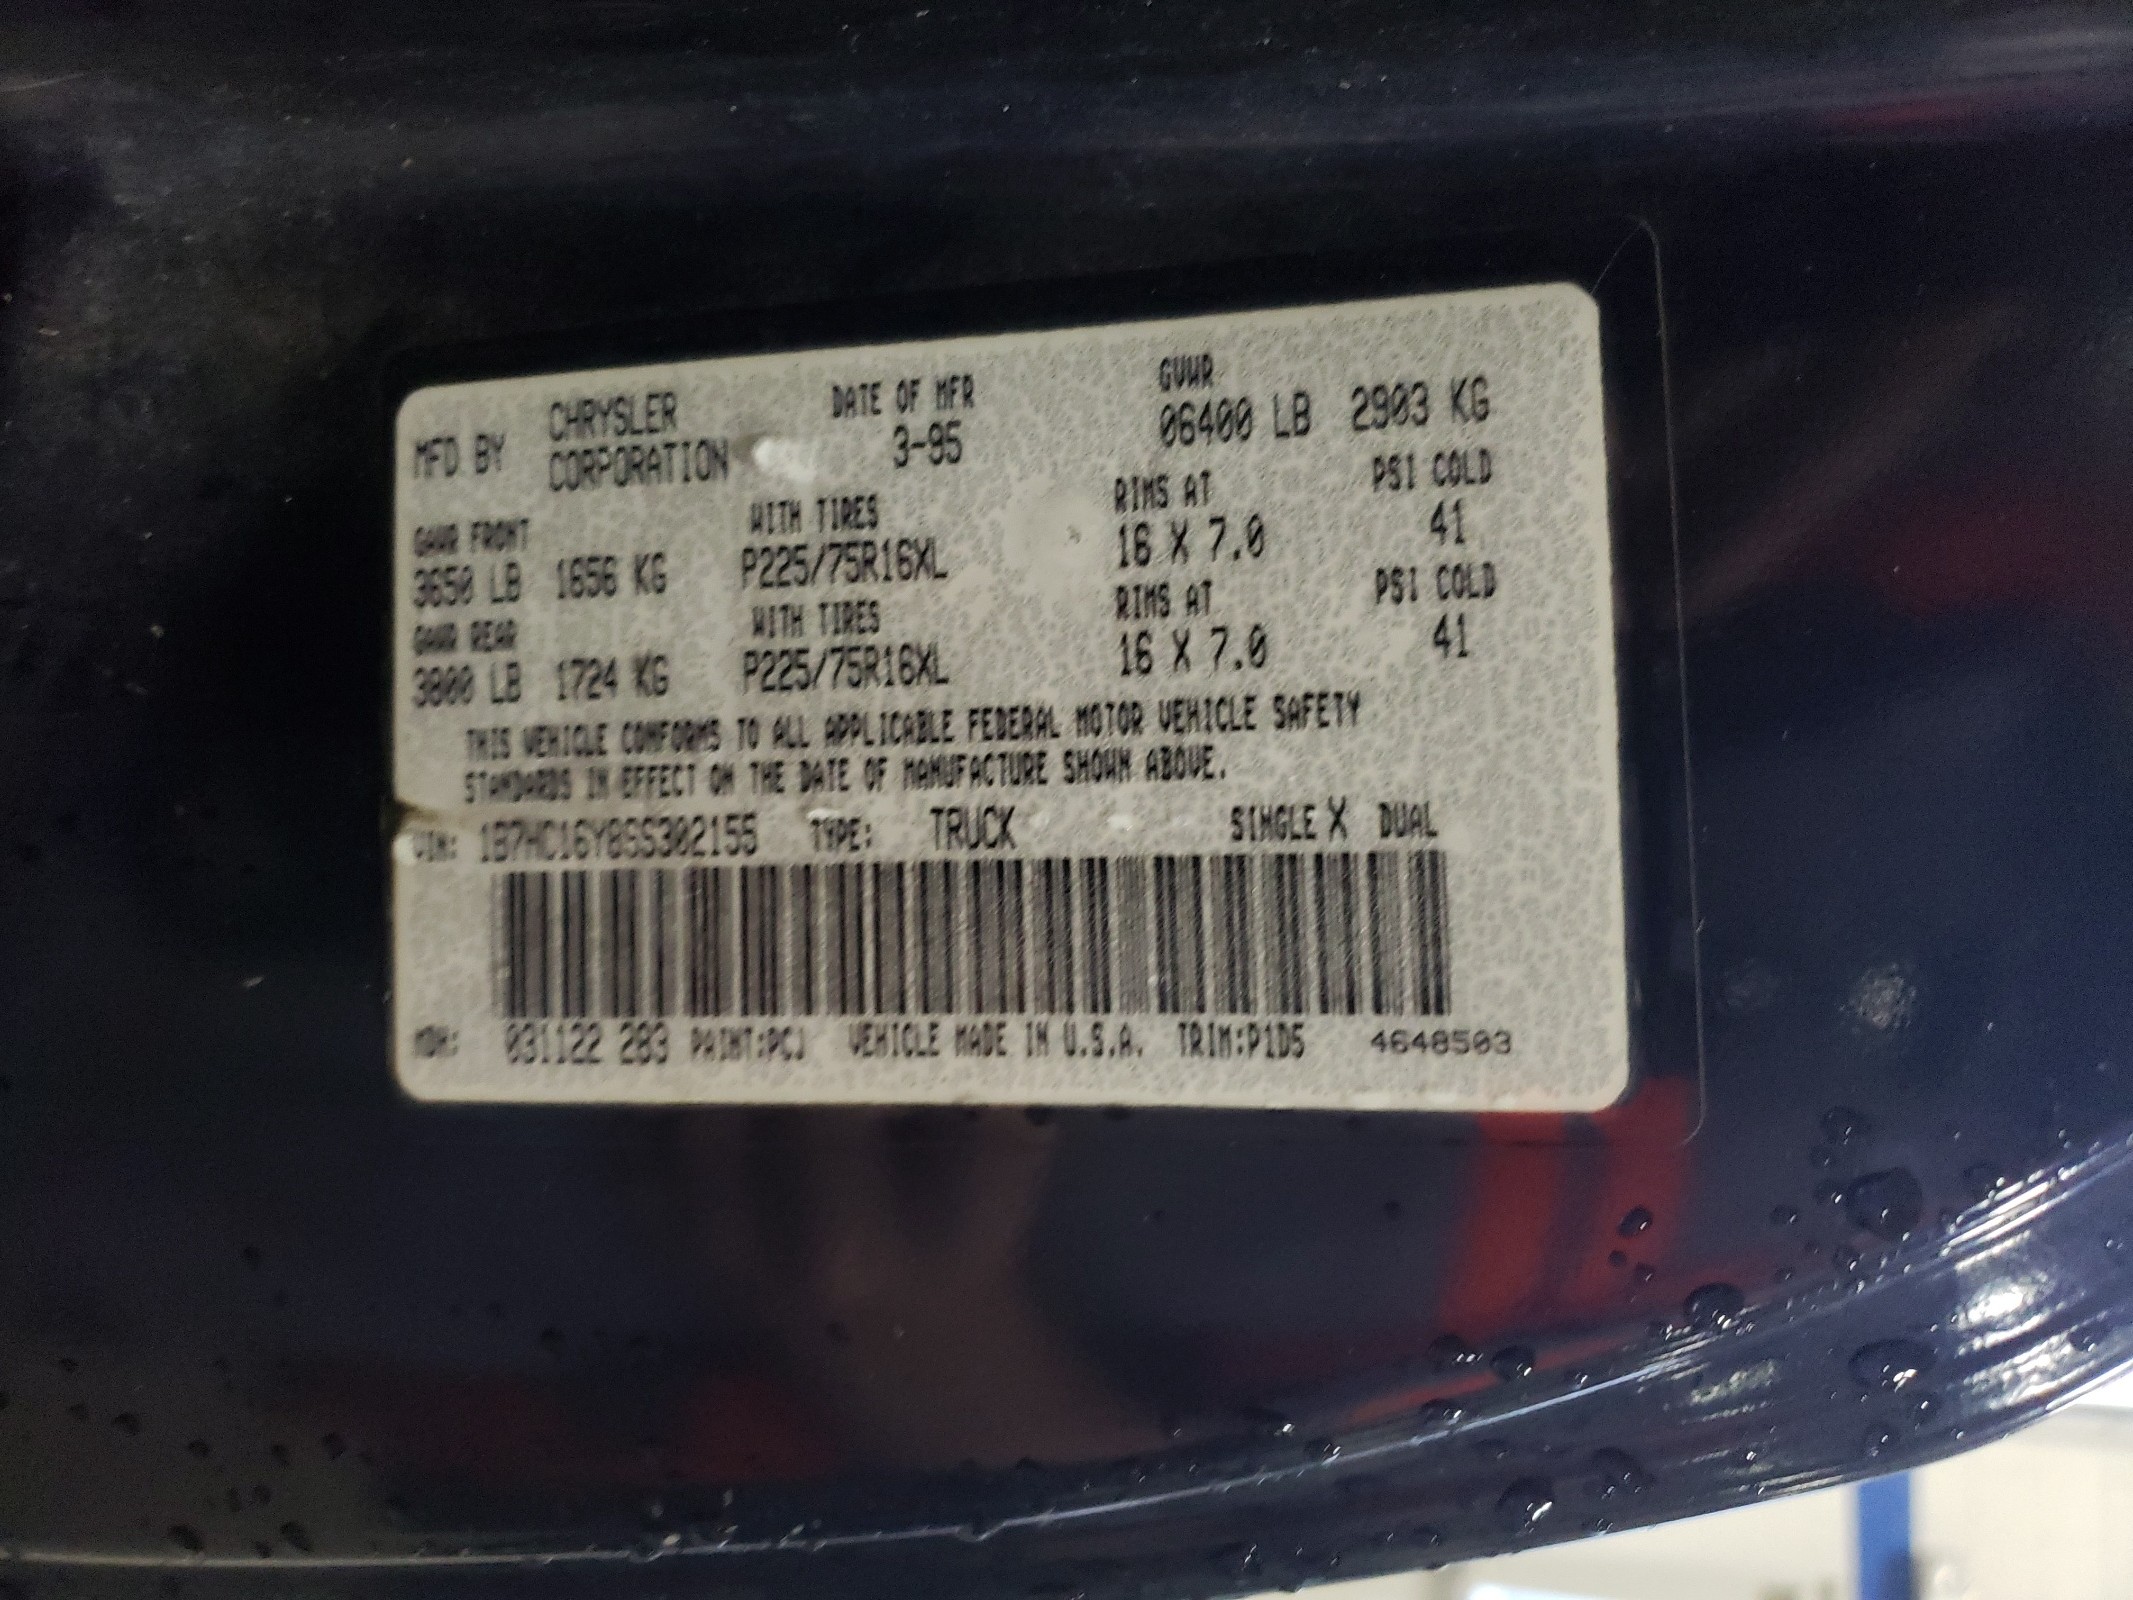 MFD BY CHRYSLER CORPORATION DATE OF MFR 3-95 GVWR 06400 LB 2903 KG
GAWR FRONT WITH TIRES RIMS AT PSI COLD
3650 LB 1656 KG P225/75R16XL 16 X 7.0 41
GAWR REAR WITH TIRES RIMS AT PSI COLD
3800 LB 1724 KG P225/75R16XL 16 X 7.0 41
THIS VEHICLE CONFORMS TO ALL APPLICABLE FEDERAL MOTOR VEHICLE SAFETY
STANDARDS IN EFFECT ON THE DATE OF MANUFACTURE SHOWN ABOVE.
VIN: 1B7HC16Y8SS302155 TYPE: TRUCK SINGLE X DUAL
MDH: 031122 283 PAINT:PCJ VEHICLE MADE IN U.S.A. TRIM:P1D5 4648503